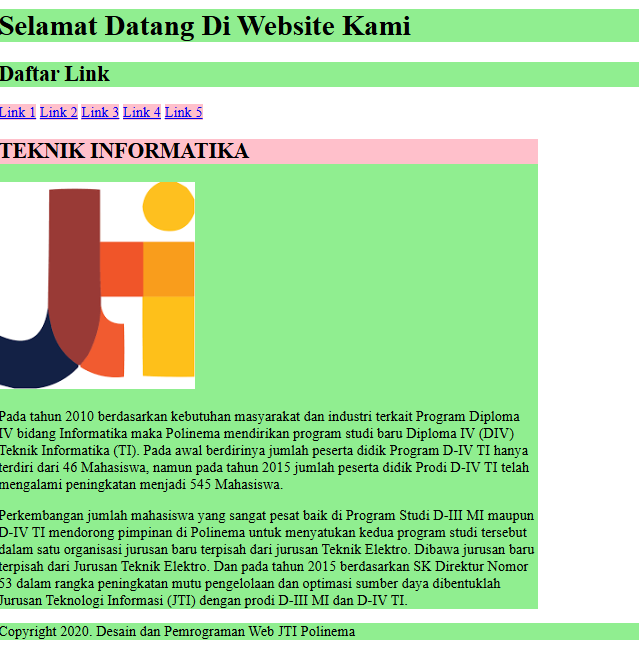 Selamat Datang Di Website Kami
Daftar Link
Link 1 Link 2 Link 3 Link 4 Link 5
TEKNIK INFORMATIKA
JTI
Pada tahun 2010 berdasarkan kebutuhan masyarakat dan industri terkait Program Diploma
IV bidang Informatika maka Polinema mendirikan program studi baru Diploma IV (DIV)
Teknik Informatika (TI). Pada awal berdirinya jumlah peserta didik Program D-IV TI hanya
terdiri dari 46 Mahasiswa, namun pada tahun 2015 jumlah peserta didik Prodi D-IV TI telah
mengalami peningkatan menjadi 545 Mahasiswa.
Perkembangan jumlah mahasiswa yang sangat pesat baik di Program Studi D-III MI maupun
D-IV TI mendorong pimpinan di Polinema untuk menyatukan kedua program studi tersebut
dalam satu organisasi jurusan baru terpisah dari jurusan Teknik Elektro. Dibawa jurusan baru
terpisah dari Jurusan Teknik Elektro. Dan pada tahun 2015 berdasarkan SK Direktur Nomor
53 dalam rangka peningkatan mutu pengelolaan dan optimasi sumber daya dibentuklah
Jurusan Teknologi Informasi (JTI) dengan prodi D-III MI dan D-IV TI.
Copyright 2020. Desain dan Pemrograman Web JTI Polinema